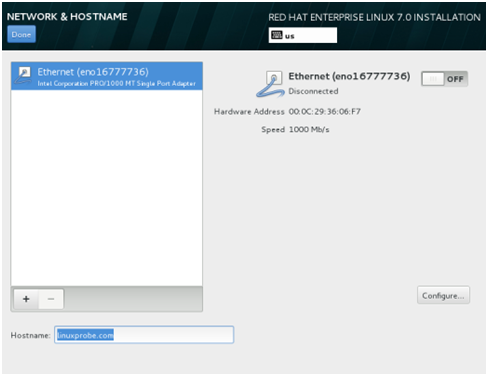 NETWORK & HOSTNAME
RED HAT ENTERPRISE LINUX 7.0 INSTALLATION
Done
us
Ethernet (eno16777736)
Intel Corporation PRO/1000 MT Single Port Adapter
Ethernet (eno16777736)
Disconnected
OFF
Hardware Address 00:0C:29:36:06:F7
Speed 1000 Mb/s
+ −
Configure...
Hostname: linuxprobe.com